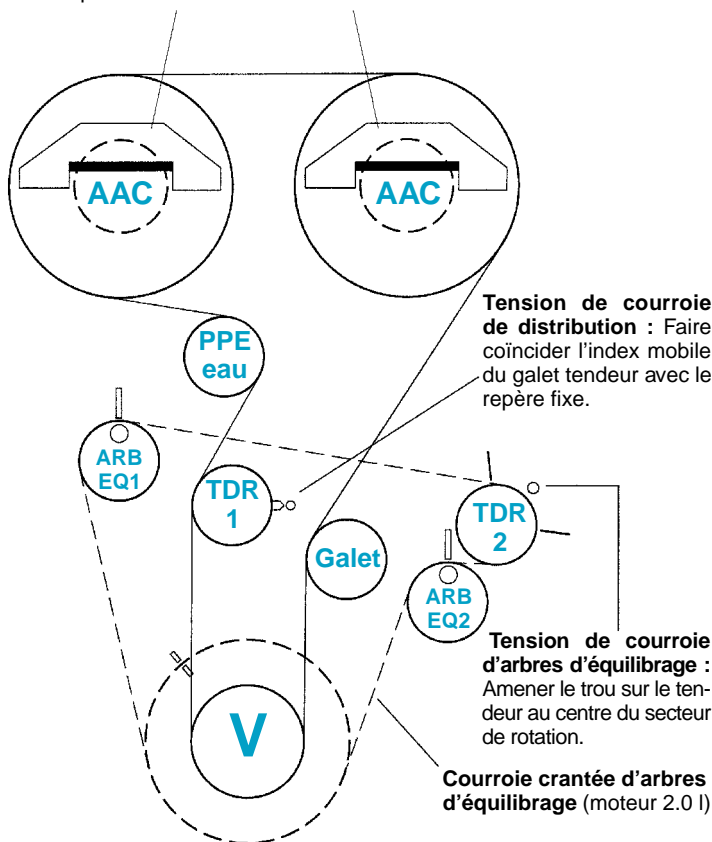 AAC
AAC
Tension de courroie
de distribution : Faire
coïncider l'index mobile
du galet tendeur avec le
repère fixe.
PPE
eau
ARB
EQ1
TDR
1
TDR
2
Galet
ARB
EQ2
Tension de courroie
d'arbres d'équilibrage :
Amener le trou sur le ten-
deur au centre du secteur
de rotation.
V
Courroie crantée d'arbres
d'équilibrage (moteur 2.0 l)